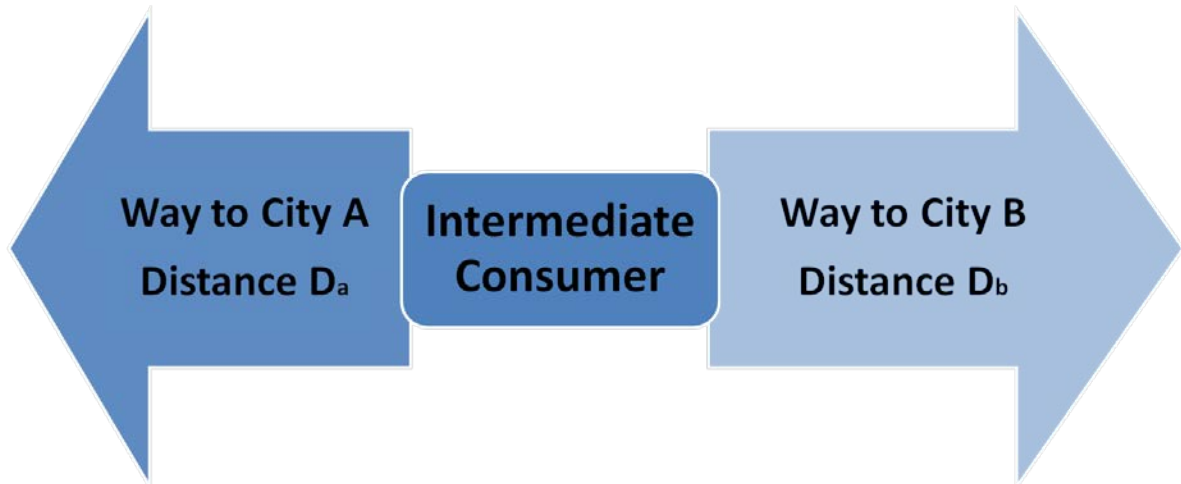 Way to City A
Distance Da
Intermediate
Consumer
Way to City B
Distance Db